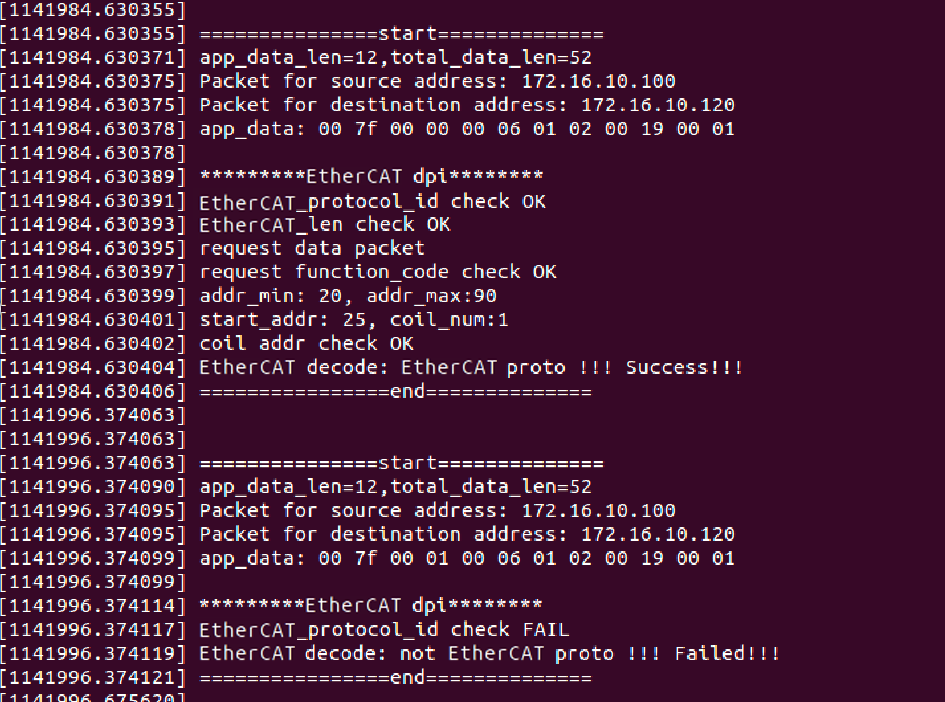 [1141984.630355]
[1141984.630355] ===============start==============
[1141984.630371] app_data_len=12,total_data_len=52
[1141984.630375] Packet for source address: 172.16.10.100
[1141984.630375] Packet for destination address: 172.16.10.120
[1141984.630378] app_data: 00 7f 00 00 00 06 01 02 00 19 00 01
[1141984.630378]
[1141984.630389] *********EtherCAT dpi********
[1141984.630391] EtherCAT_protocol_id check OK
[1141984.630393] EtherCAT_len check OK
[1141984.630395] request data packet
[1141984.630397] request function_code check OK
[1141984.630399] addr_min: 20, addr_max:90
[1141984.630401] start_addr: 25, coil_num:1
[1141984.630402] coil addr check OK
[1141984.630404] EtherCAT decode: EtherCAT proto !!! Success!!!
[1141984.630406] ================end==============
[1141996.374063]
[1141996.374063]
[1141996.374063] ===============start==============
[1141996.374090] app_data_len=12,total_data_len=52
[1141996.374095] Packet for source address: 172.16.10.100
[1141996.374095] Packet for destination address: 172.16.10.120
[1141996.374099] app_data: 00 7f 00 01 00 06 01 02 00 19 00 01
[1141996.374099]
[1141996.374114] *********EtherCAT dpi********
[1141996.374117] EtherCAT_protocol_id check FAIL
[1141996.374119] EtherCAT decode: not EtherCAT proto !!! Failed!!!
[1141996.374121] ================end==============
[1141996.675620]